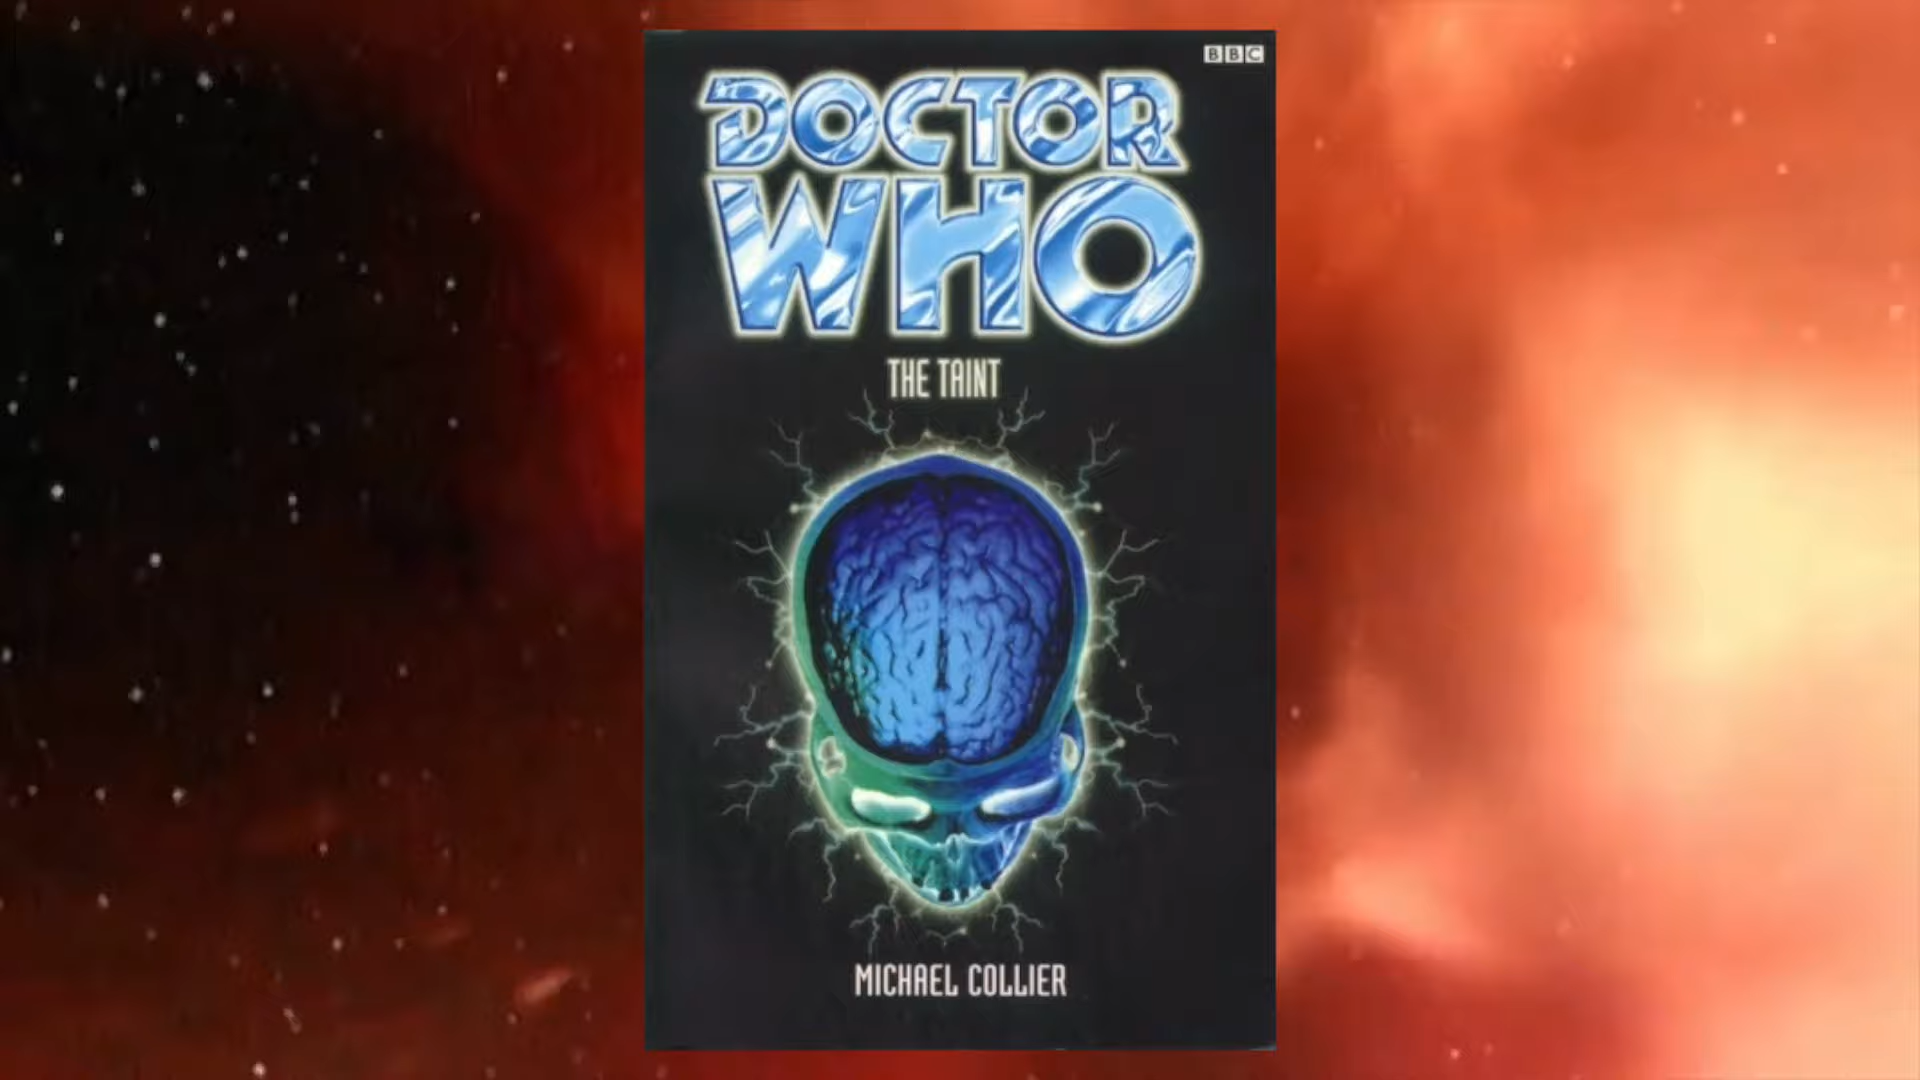 BBC
DOCTOR
WHO
THE TAINT
MICHAEL COLLIER